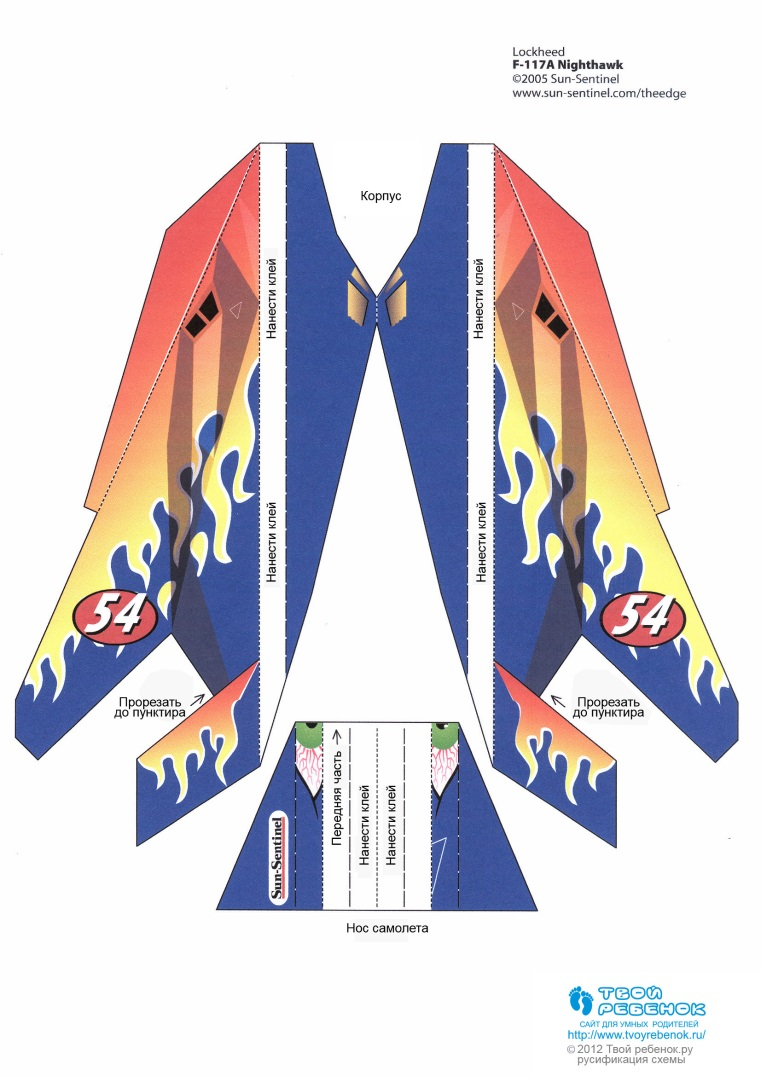 Lockheed
F-117A Nighthawk
©2005 Sun-Sentinel
www.sun-sentinel.com/theedge
Корпус
Нанести клей
Нанести клей
Нанести клей
Нанести клей
54
54
Прорезать
до пунктира
Прорезать
до пунктира
Sun-Sentinel
Передняя часть
Нанести клей
Нанести клей
Нос самолета
ТВОЙ
РЕБЕНОК
САЙТ ДЛЯ УМНЫХ РОДИТЕЛЕЙ
http://www.tvoyrebenok.ru/
©2012 Твой ребенок.ру
русификация схемы